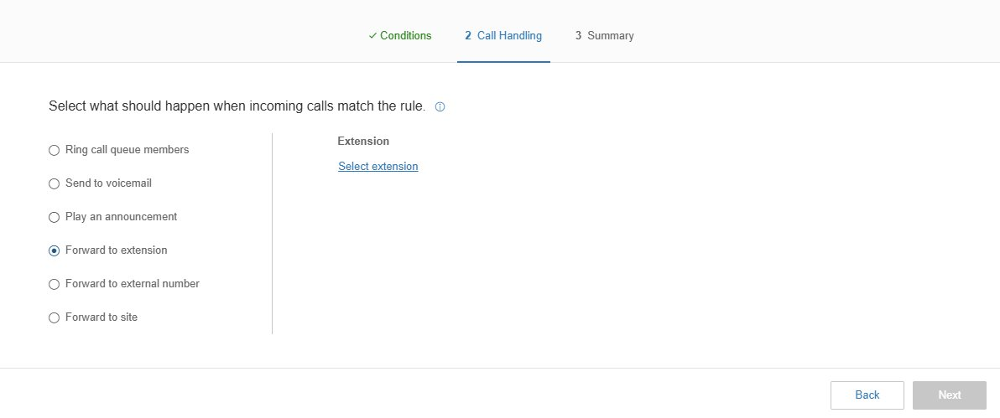 Conditions
2 Call Handling
3 Summary
Select what should happen when incoming calls match the rule.
Ring call queue members
Send to voicemail
Play an announcement
Forward to extension
Forward to external number
Forward to site
Extension
Select extension
Back
Next